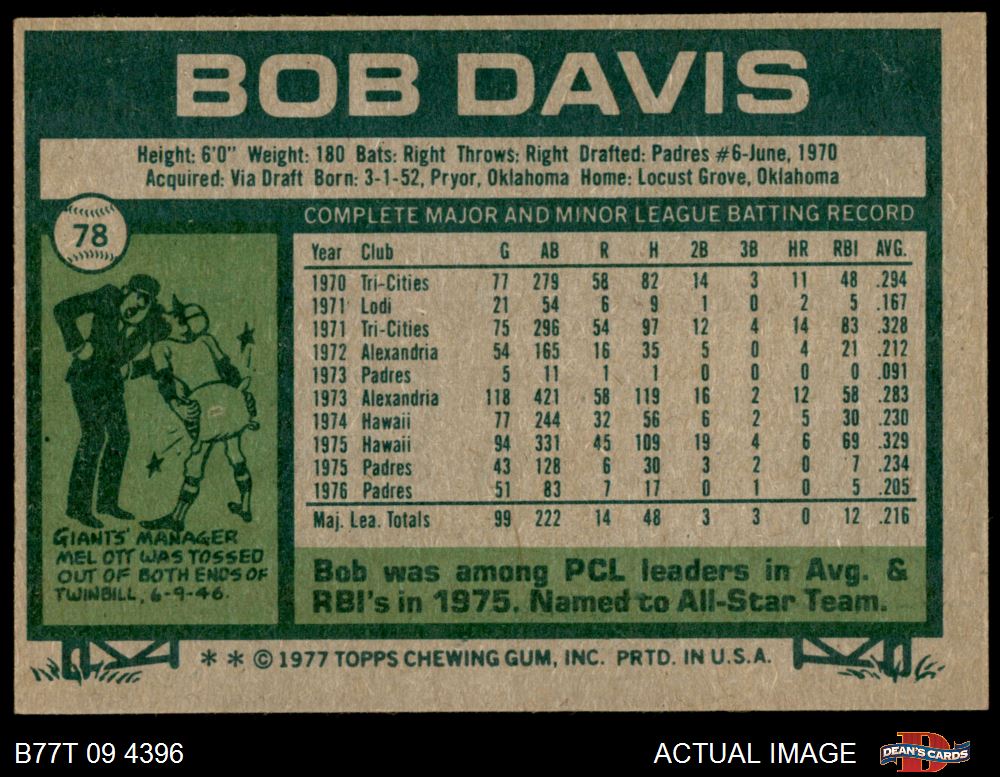 BOB DAVIS
Height: 6'0" Weight: 180 Bats: Right Throws: Right Drafted: Padres #6-June, 1970
Acquired: Via Draft Born: 3-1-52, Pryor, Oklahoma Home: Locust Grove, Oklahoma
78
COMPLETE MAJOR AND MINOR LEAGUE BATTING RECORD
Year Club G AB R H 2B 3B HR RBI AVG.
1970 Tri-Cities 77 279 58 82 14 3 11 48 .294
1971 Lodi 21 54 6 9 1 0 2 5 .167
1971 Tri-Cities 75 296 54 97 12 4 14 83 .328
1972 Alexandria 54 165 16 35 5 0 4 21 .212
1973 Padres 5 11 1 1 0 0 0 0 .091
1973 Alexandria 118 421 58 119 16 2 12 58 .283
1974 Hawaii 77 244 32 56 6 2 5 30 .230
1975 Hawaii 94 331 45 109 19 4 6 69 .329
1975 Padres 43 128 6 30 3 2 0 7 .234
1976 Padres 51 83 7 17 0 1 0 5 .205
Maj. Lea. Totals 99 222 14 48 3 3 0 12 .216
GIANTS' MANAGER
MEL OTT WAS TOSSED
OUT OF BOTH ENDS OF
TWINBILL, 6-9-46.
Bob was among PCL leaders in Avg. &
RBI's in 1975. Named to All-Star Team.
* * © 1977 TOPPS CHEWING GUM, INC. PRTD. IN U.S.A.
B77T 09 4396
ACTUAL IMAGE
D
DEAN'S CARDS